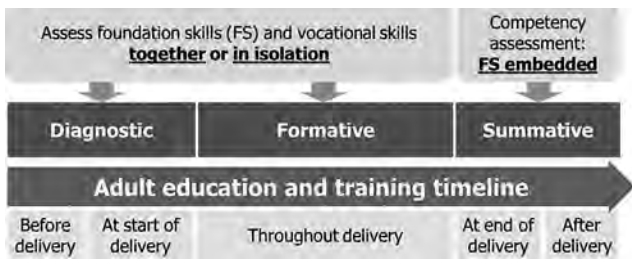 Assess foundation skills (FS) and vocational skills
together or in isolation
Competency
assessment:
FS embedded
Diagnostic
Formative
Summative
Adult education and training timeline
Before
delivery
At start of
delivery
Throughout delivery
At end of
delivery
After
delivery